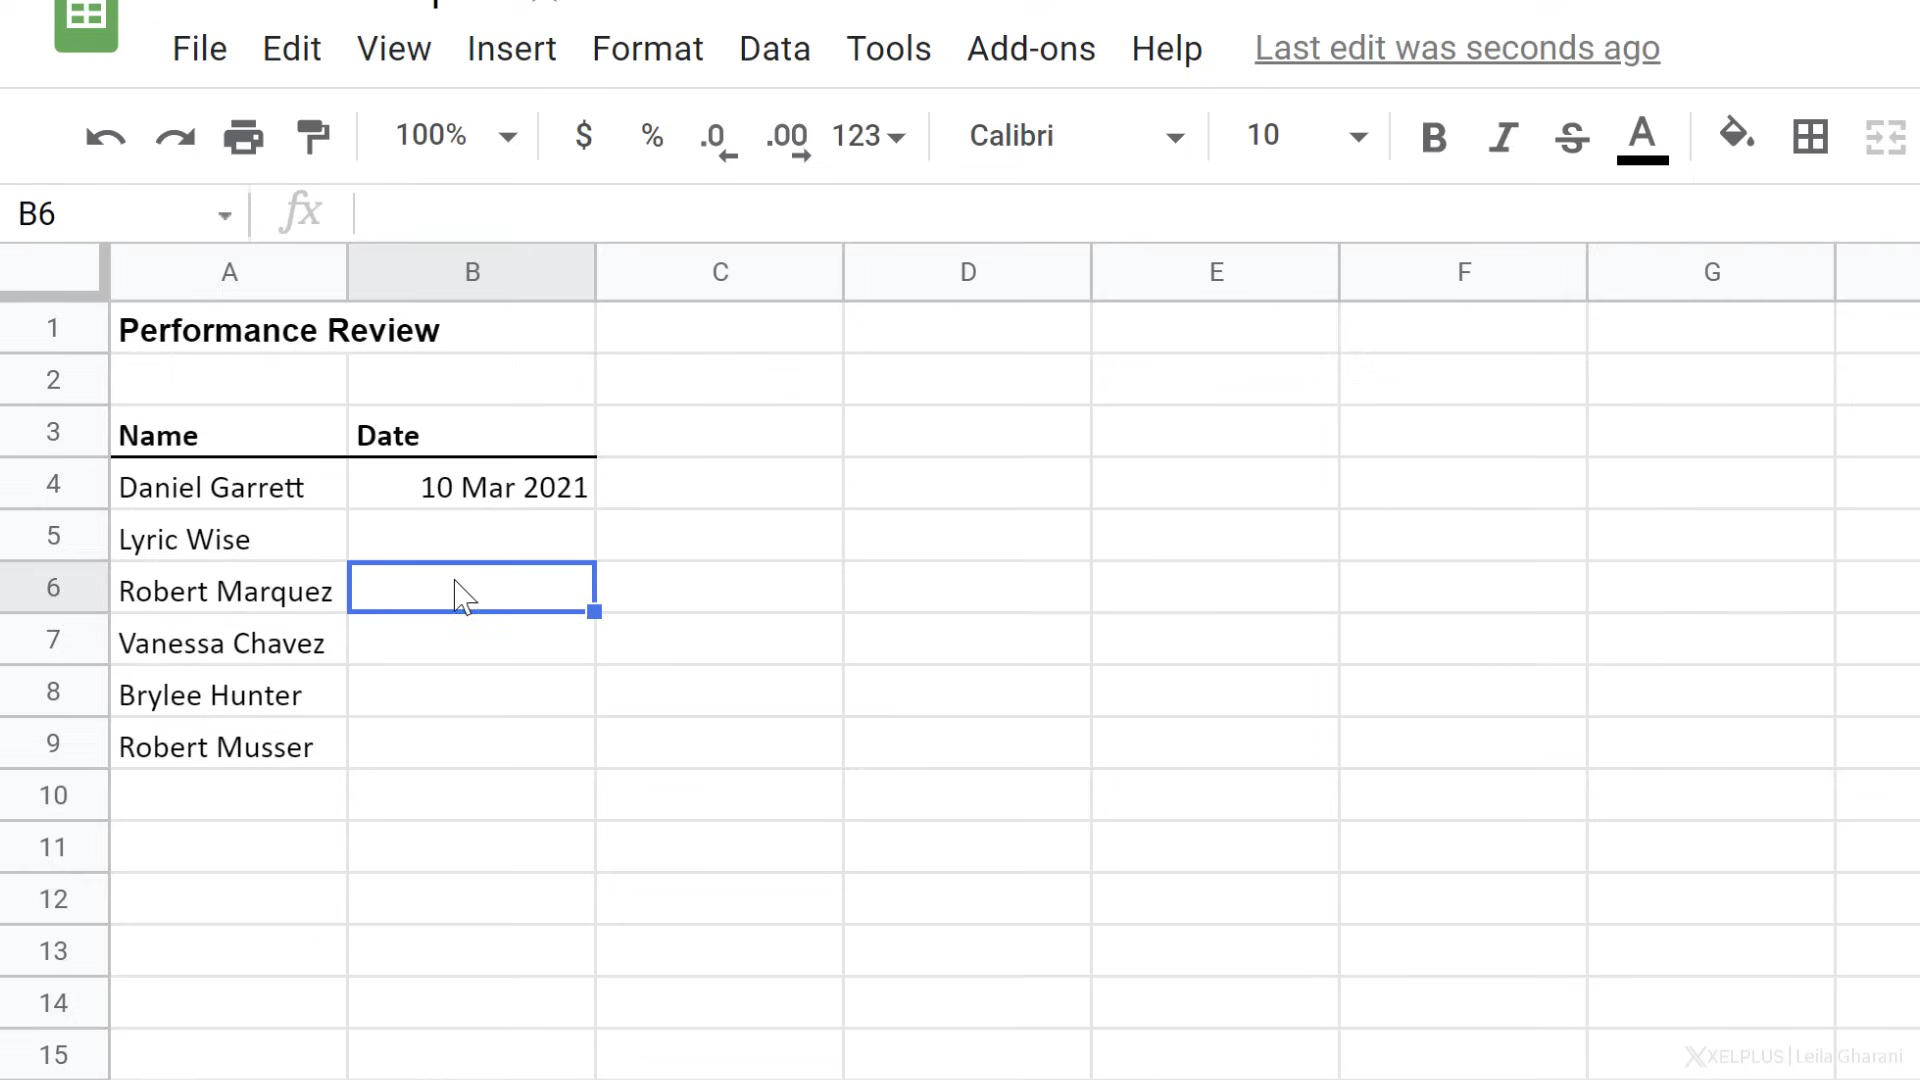 File Edit View Insert Format Data Tools Add-ons Help Last edit was seconds ago
100% $ % .0 .00 123 Calibri 10 B I S A
B6 fx
A B C D E F G
1 Performance Review
2
3 Name Date
4 Daniel Garrett 10 Mar 2021
5 Lyric Wise
6 Robert Marquez
7 Vanessa Chavez
8 Brylee Hunter
9 Robert Musser
10
11
12
13
14
15
XELPLUS | Leila Gharani